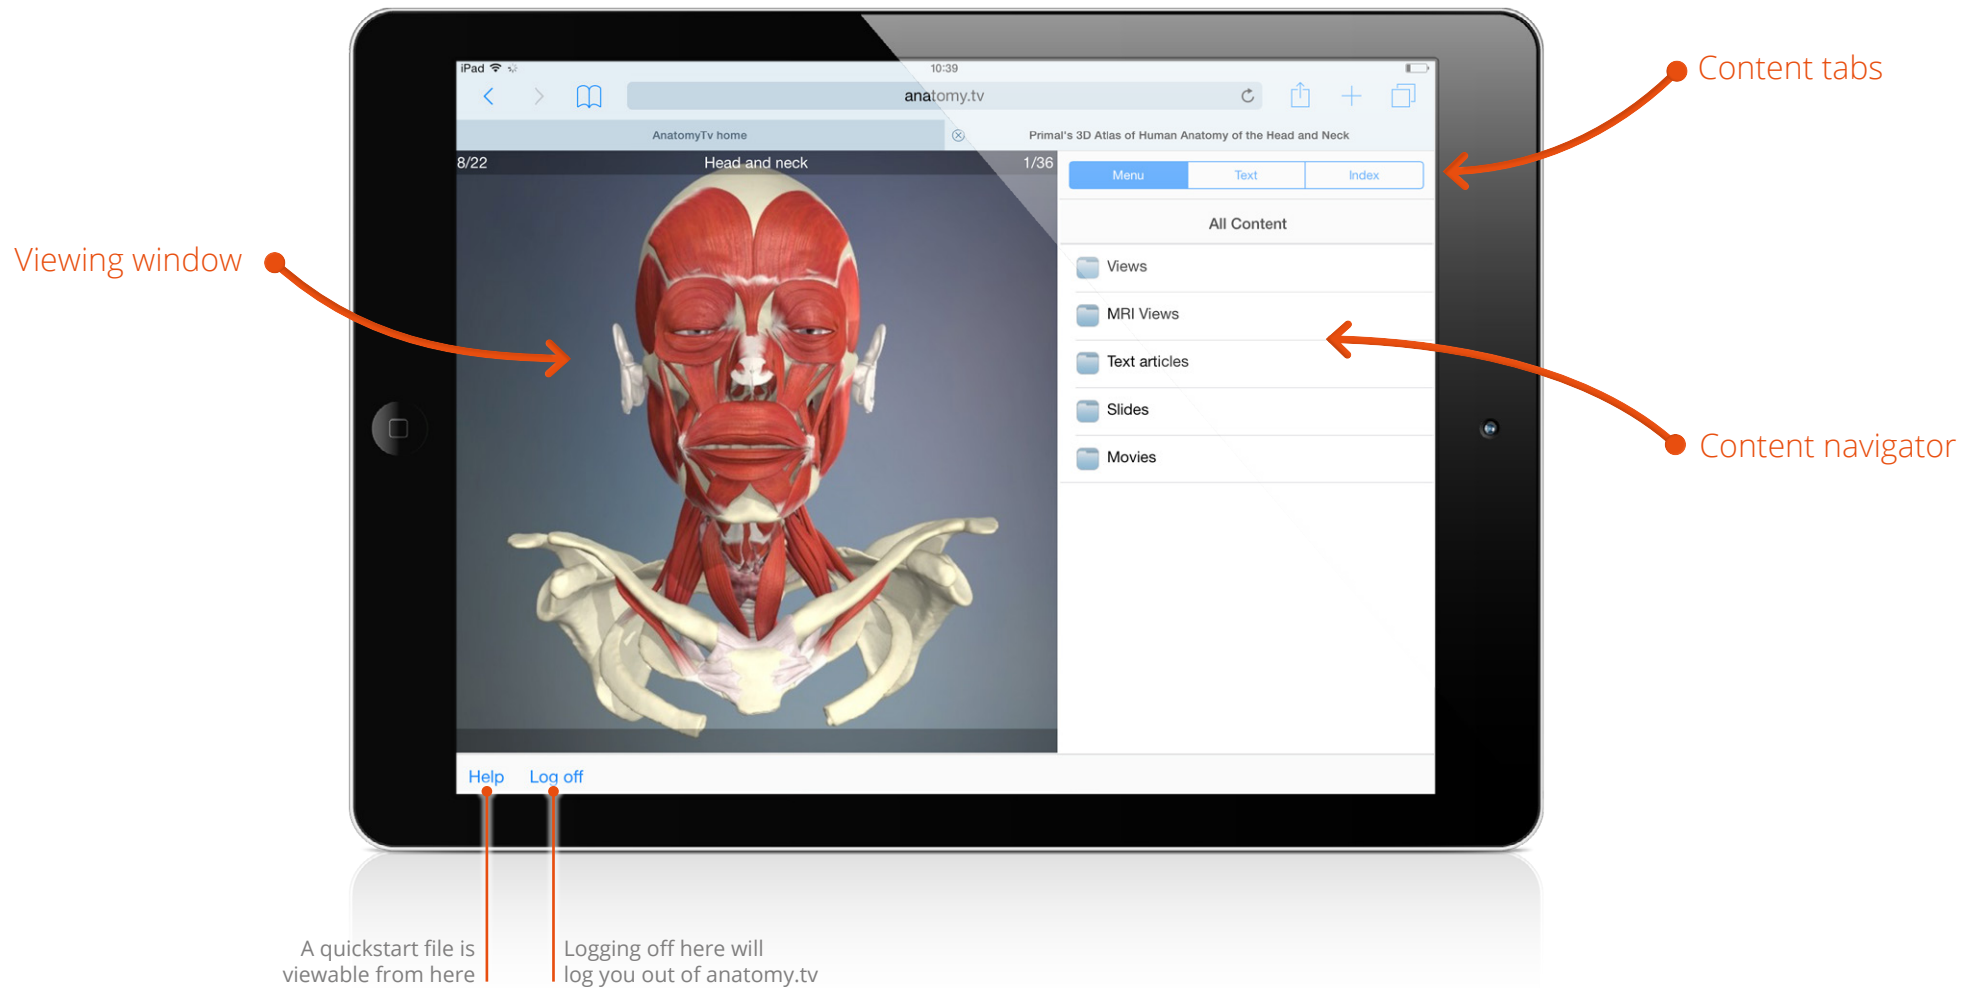 Content tabs
iPad
10:39
anatomy.tv
AnatomyTv home
Primal's 3D Atlas of Human Anatomy of the Head and Neck
8/22
Head and neck
1/36
Menu
Text
Index
All Content
Viewing window
Views
MRI Views
Text articles
Slides
Content navigator
Movies
Help
Log off
A quickstart file is
viewable from here
Logging off here will
log you out of anatomy.tv